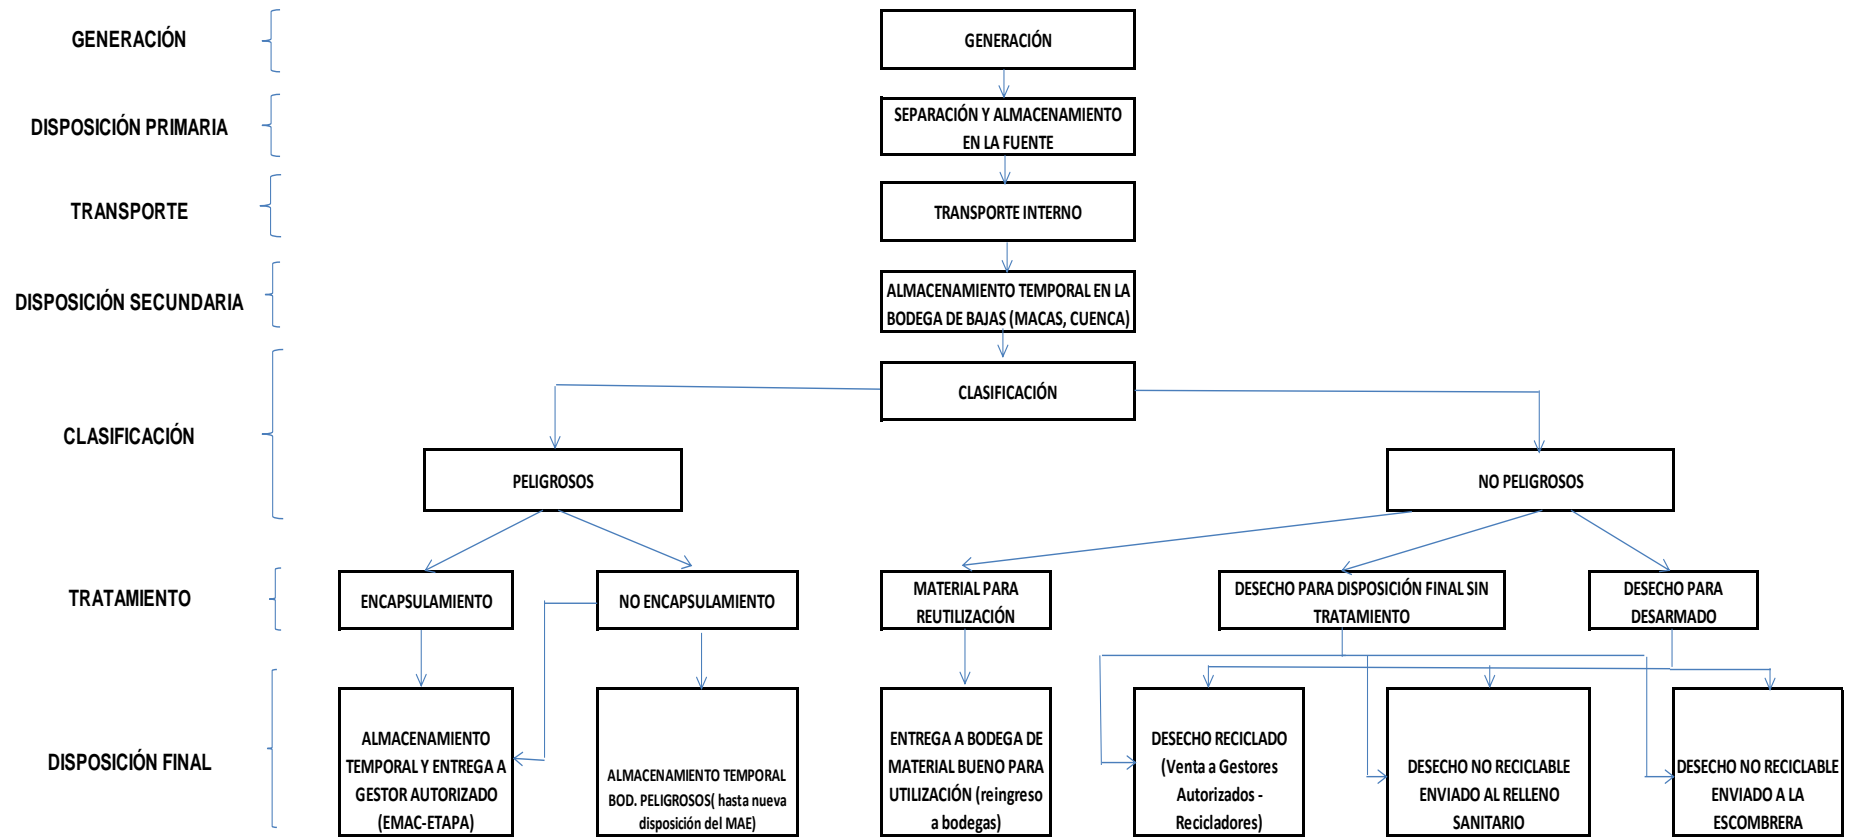 GENERACIÓN
GENERACIÓN
DISPOSICIÓN PRIMARIA
SEPARACIÓN Y ALMACENAMIENTO
EN LA FUENTE
TRANSPORTE
TRANSPORTE INTERNO
DISPOSICIÓN SECUNDARIA
ALMACENAMIENTO TEMPORAL EN LA
BODEGA DE BAJAS (MACAS, CUENCA)
CLASIFICACIÓN
CLASIFICACIÓN
PELIGROSOS
NO PELIGROSOS
TRATAMIENTO
ENCAPSULAMIENTO
NO ENCAPSULAMIENTO
MATERIAL PARA
REUTILIZACIÓN
DESECHO PARA DISPOSICIÓN FINAL SIN
TRATAMIENTO
DESECHO PARA
DESARMADO
DISPOSICIÓN FINAL
ALMACENAMIENTO
TEMPORAL Y ENTREGA A
GESTOR AUTORIZADO
(EMAC-ETAPA)
ALMACENAMIENTO TEMPORAL
BOD. PELIGROSOS( hasta nueva
disposición del MAE)
ENTREGA A BODEGA DE
MATERIAL BUENO PARA
UTILIZACIÓN (reingreso
a bodegas)
DESECHO RECICLADO
(Venta a Gestores
Autorizados -
Recicladores)
DESECHO NO RECICLABLE
ENVIADO AL RELLENO
SANITARIO
DESECHO NO RECICLABLE
ENVIADO A LA
ESCOMBRERA